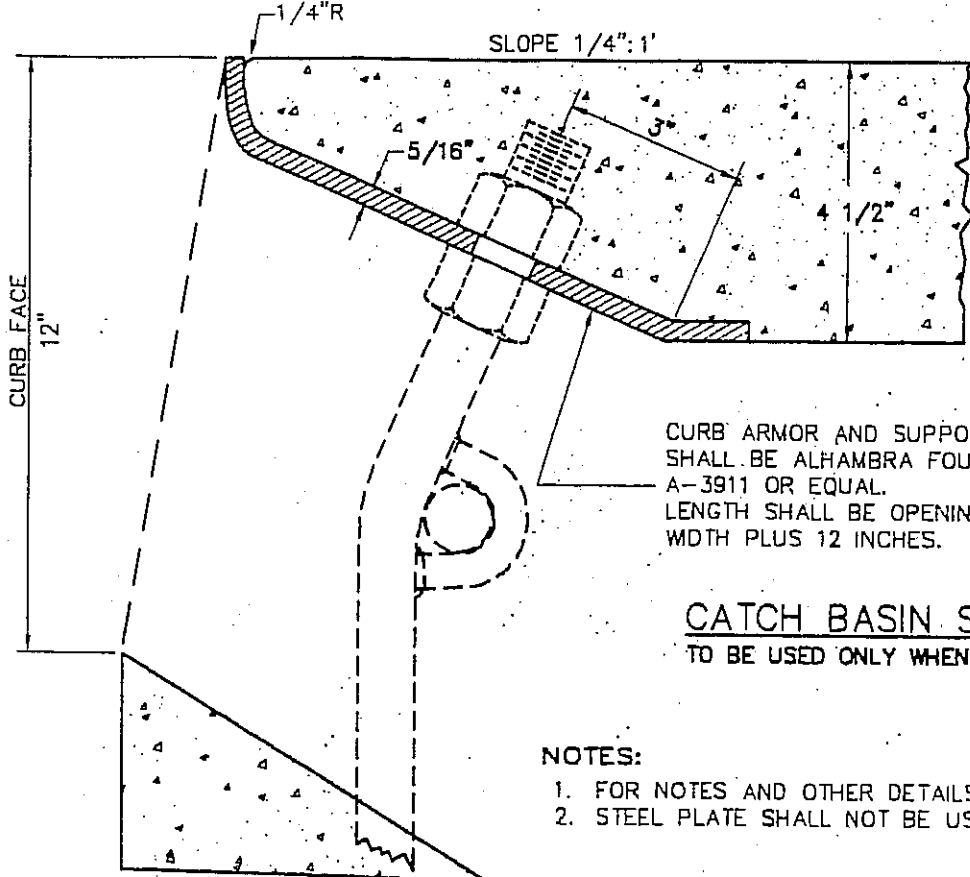 1/4"R
SLOPE 1/4": 1'
3"
5/16"
4 1/2"
CURB FACE
12"
CURB ARMOR AND SUPPO
SHALL BE ALHAMBRA FOU
A-3911 OR EQUAL.
LENGTH SHALL BE OPENIN
WIDTH PLUS 12 INCHES.
CATCH BASIN S
TO BE USED ONLY WHEN
NOTES:
1. FOR NOTES AND OTHER DETAILS
2. STEEL PLATE SHALL NOT BE US